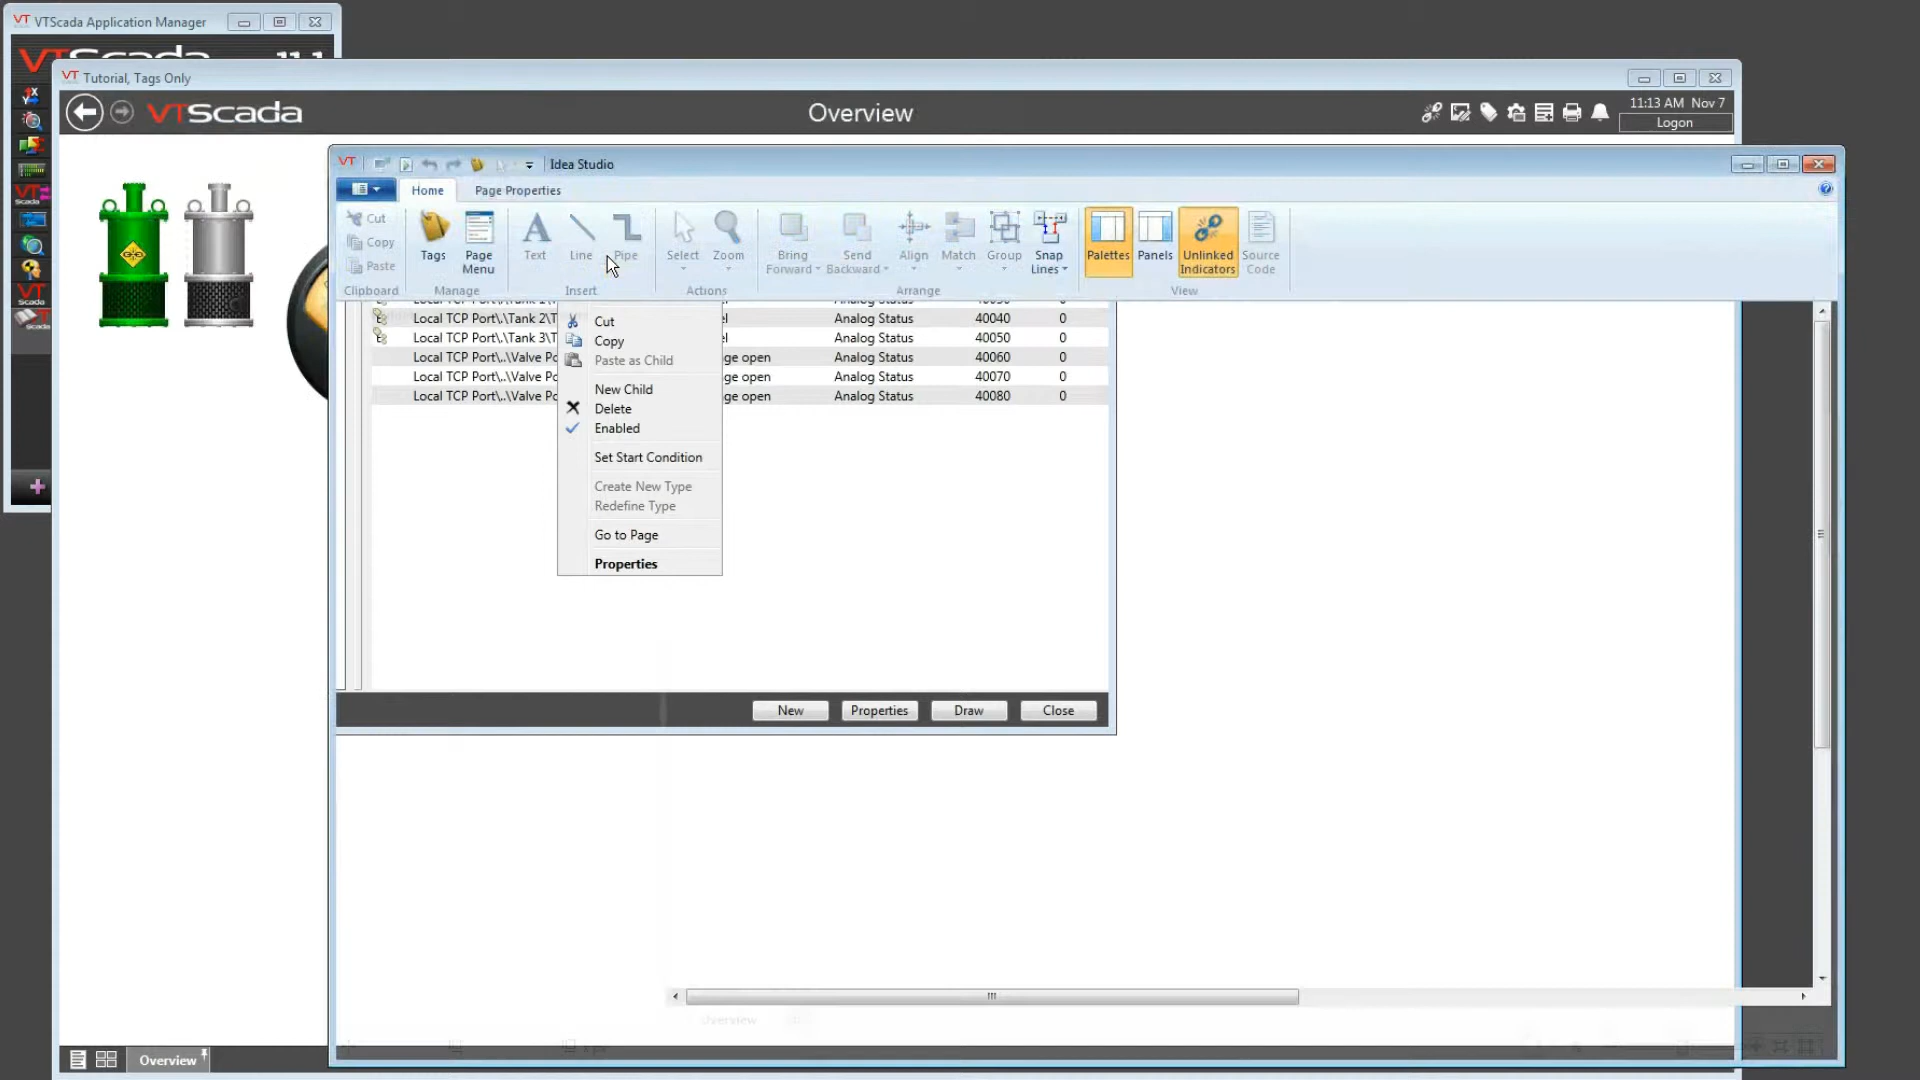 VTScada Application Manager
VTScada 11.1
Tutorial, Tags Only
VTScada
Overview
11:13 AM Nov 7
Logon
Idea Studio
Home
Page Properties
Cut
Copy
Paste
Clipboard
Tags
Page Menu
Manage
Text
Line
Pipe
Insert
Select
Zoom
Actions
Bring Forward
Send Backward
Align
Match
Group
Snap Lines
Arrange
Palettes
Panels
Unlinked Indicators
Source Code
View
Local TCP Port\.\Tank 2\T el Analog Status 40040 0
Local TCP Port\.\Tank 3\T el Analog Status 40050 0
Local TCP Port\..\Valve Po ge open Analog Status 40060 0
Local TCP Port\..\Valve Po ge open Analog Status 40070 0
Local TCP Port\..\Valve Po ge open Analog Status 40080 0
Cut
Copy
Paste as Child
New Child
Delete
Enabled
Set Start Condition
Create New Type
Redefine Type
Go to Page
Properties
New
Properties
Draw
Close
Overview
Overview